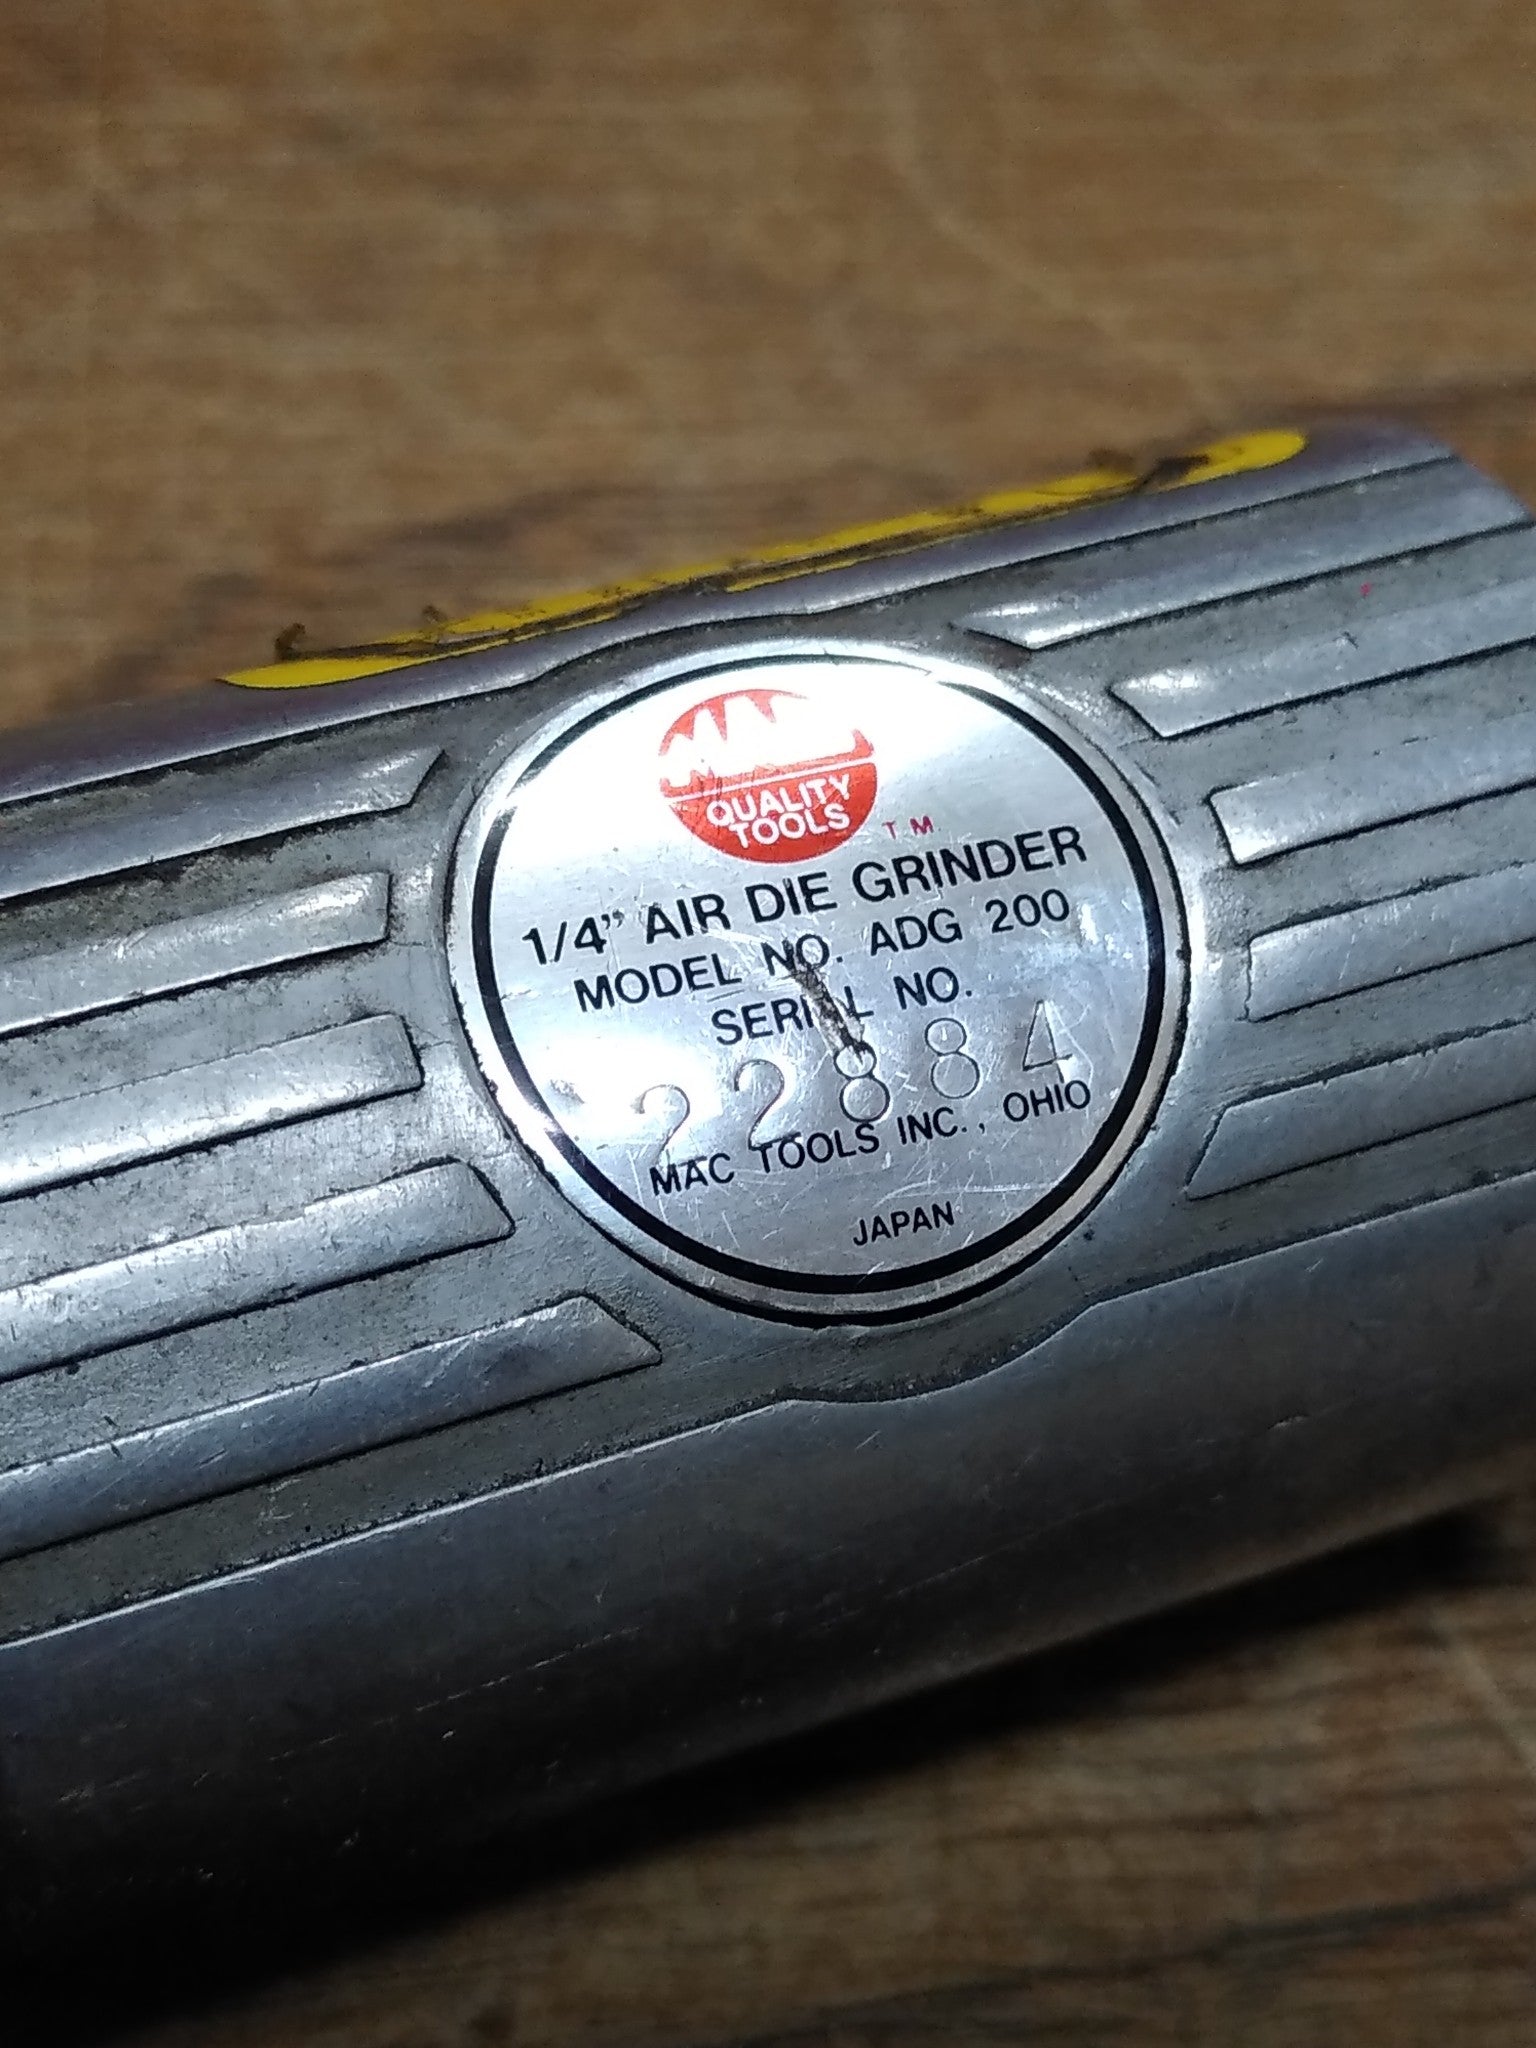 MAC
QUALITY
TOOLS
TM
1/4" AIR DIE GRINDER
MODEL NO. ADG 200
SERIAL NO.
22884
MAC TOOLS INC., OHIO
JAPAN